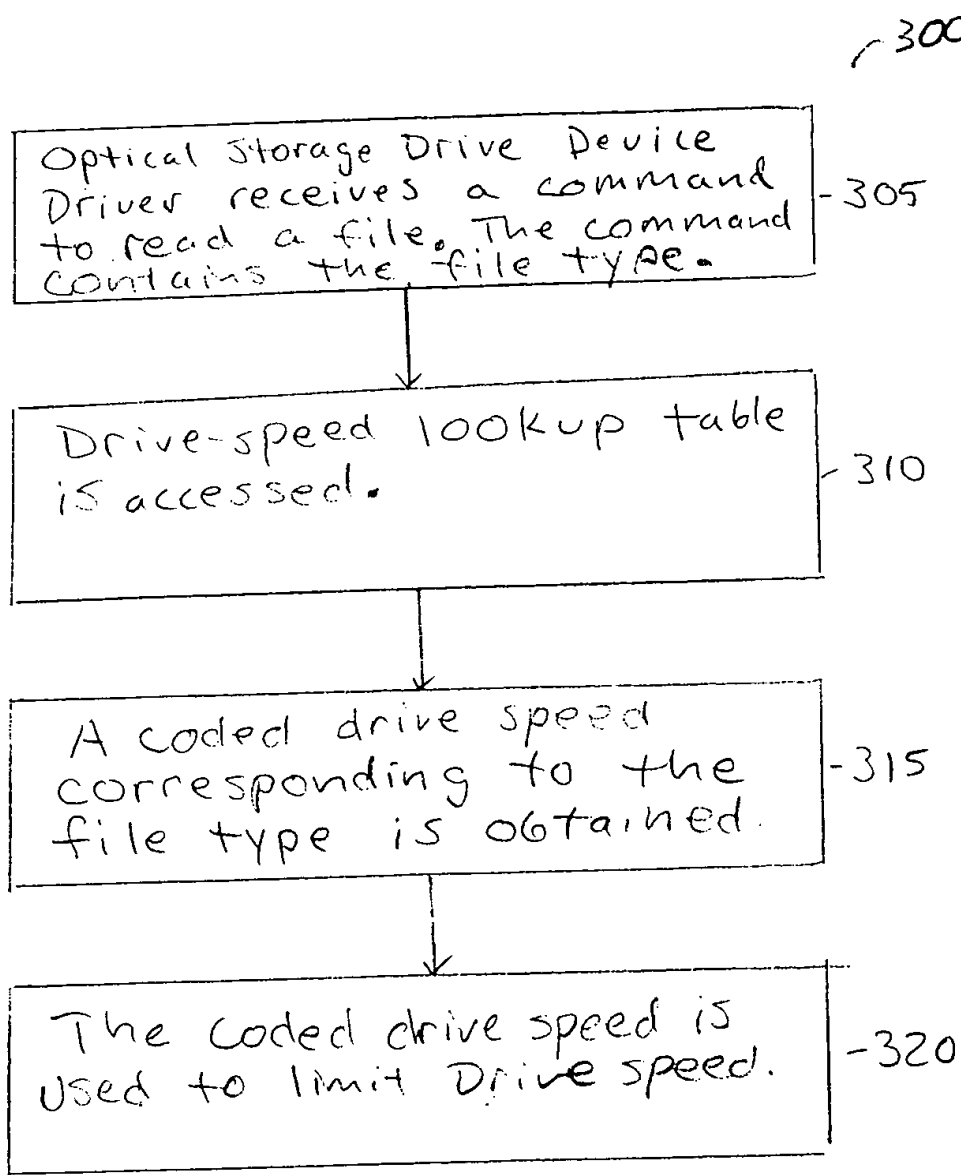 300
Optical Storage Drive Device
Driver receives a command
to read a file. The command
contains the file type.
305
Drive-speed lookup table
is accessed.
310
A coded drive speed
corresponding to the
file type is obtained.
315
The coded drive speed is
used to limit Drive speed.
320